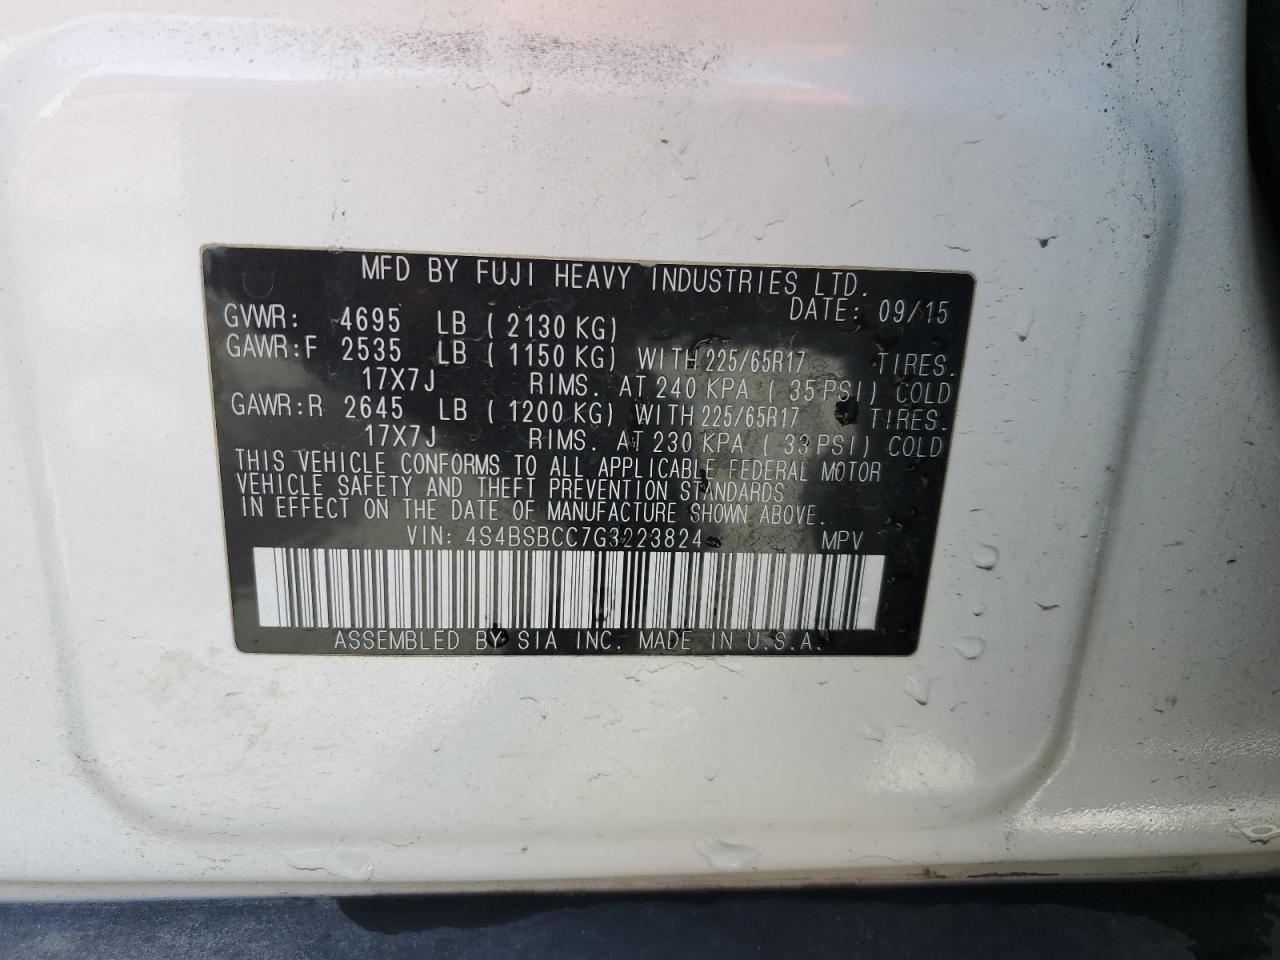 MFD BY FUJI HEAVY INDUSTRIES LTD.
DATE: 09/15
GVWR: 4695 LB ( 2130 KG)
GAWR:F 2535 LB ( 1150 KG) WITH 225/65R17 TIRES.
17X7J RIMS. AT 240 KPA ( 35 PSI) COLD
GAWR:R 2645 LB ( 1200 KG) WITH 225/65R17 TIRES.
17X7J RIMS. AT 230 KPA ( 33 PSI) COLD
THIS VEHICLE CONFORMS TO ALL APPLICABLE FEDERAL MOTOR
VEHICLE SAFETY AND THEFT PREVENTION STANDARDS
IN EFFECT ON THE DATE OF MANUFACTURE SHOWN ABOVE.
VIN: 4S4BSBCC7G3223824 MPV
ASSEMBLED BY SIA INC. MADE IN U.S.A.